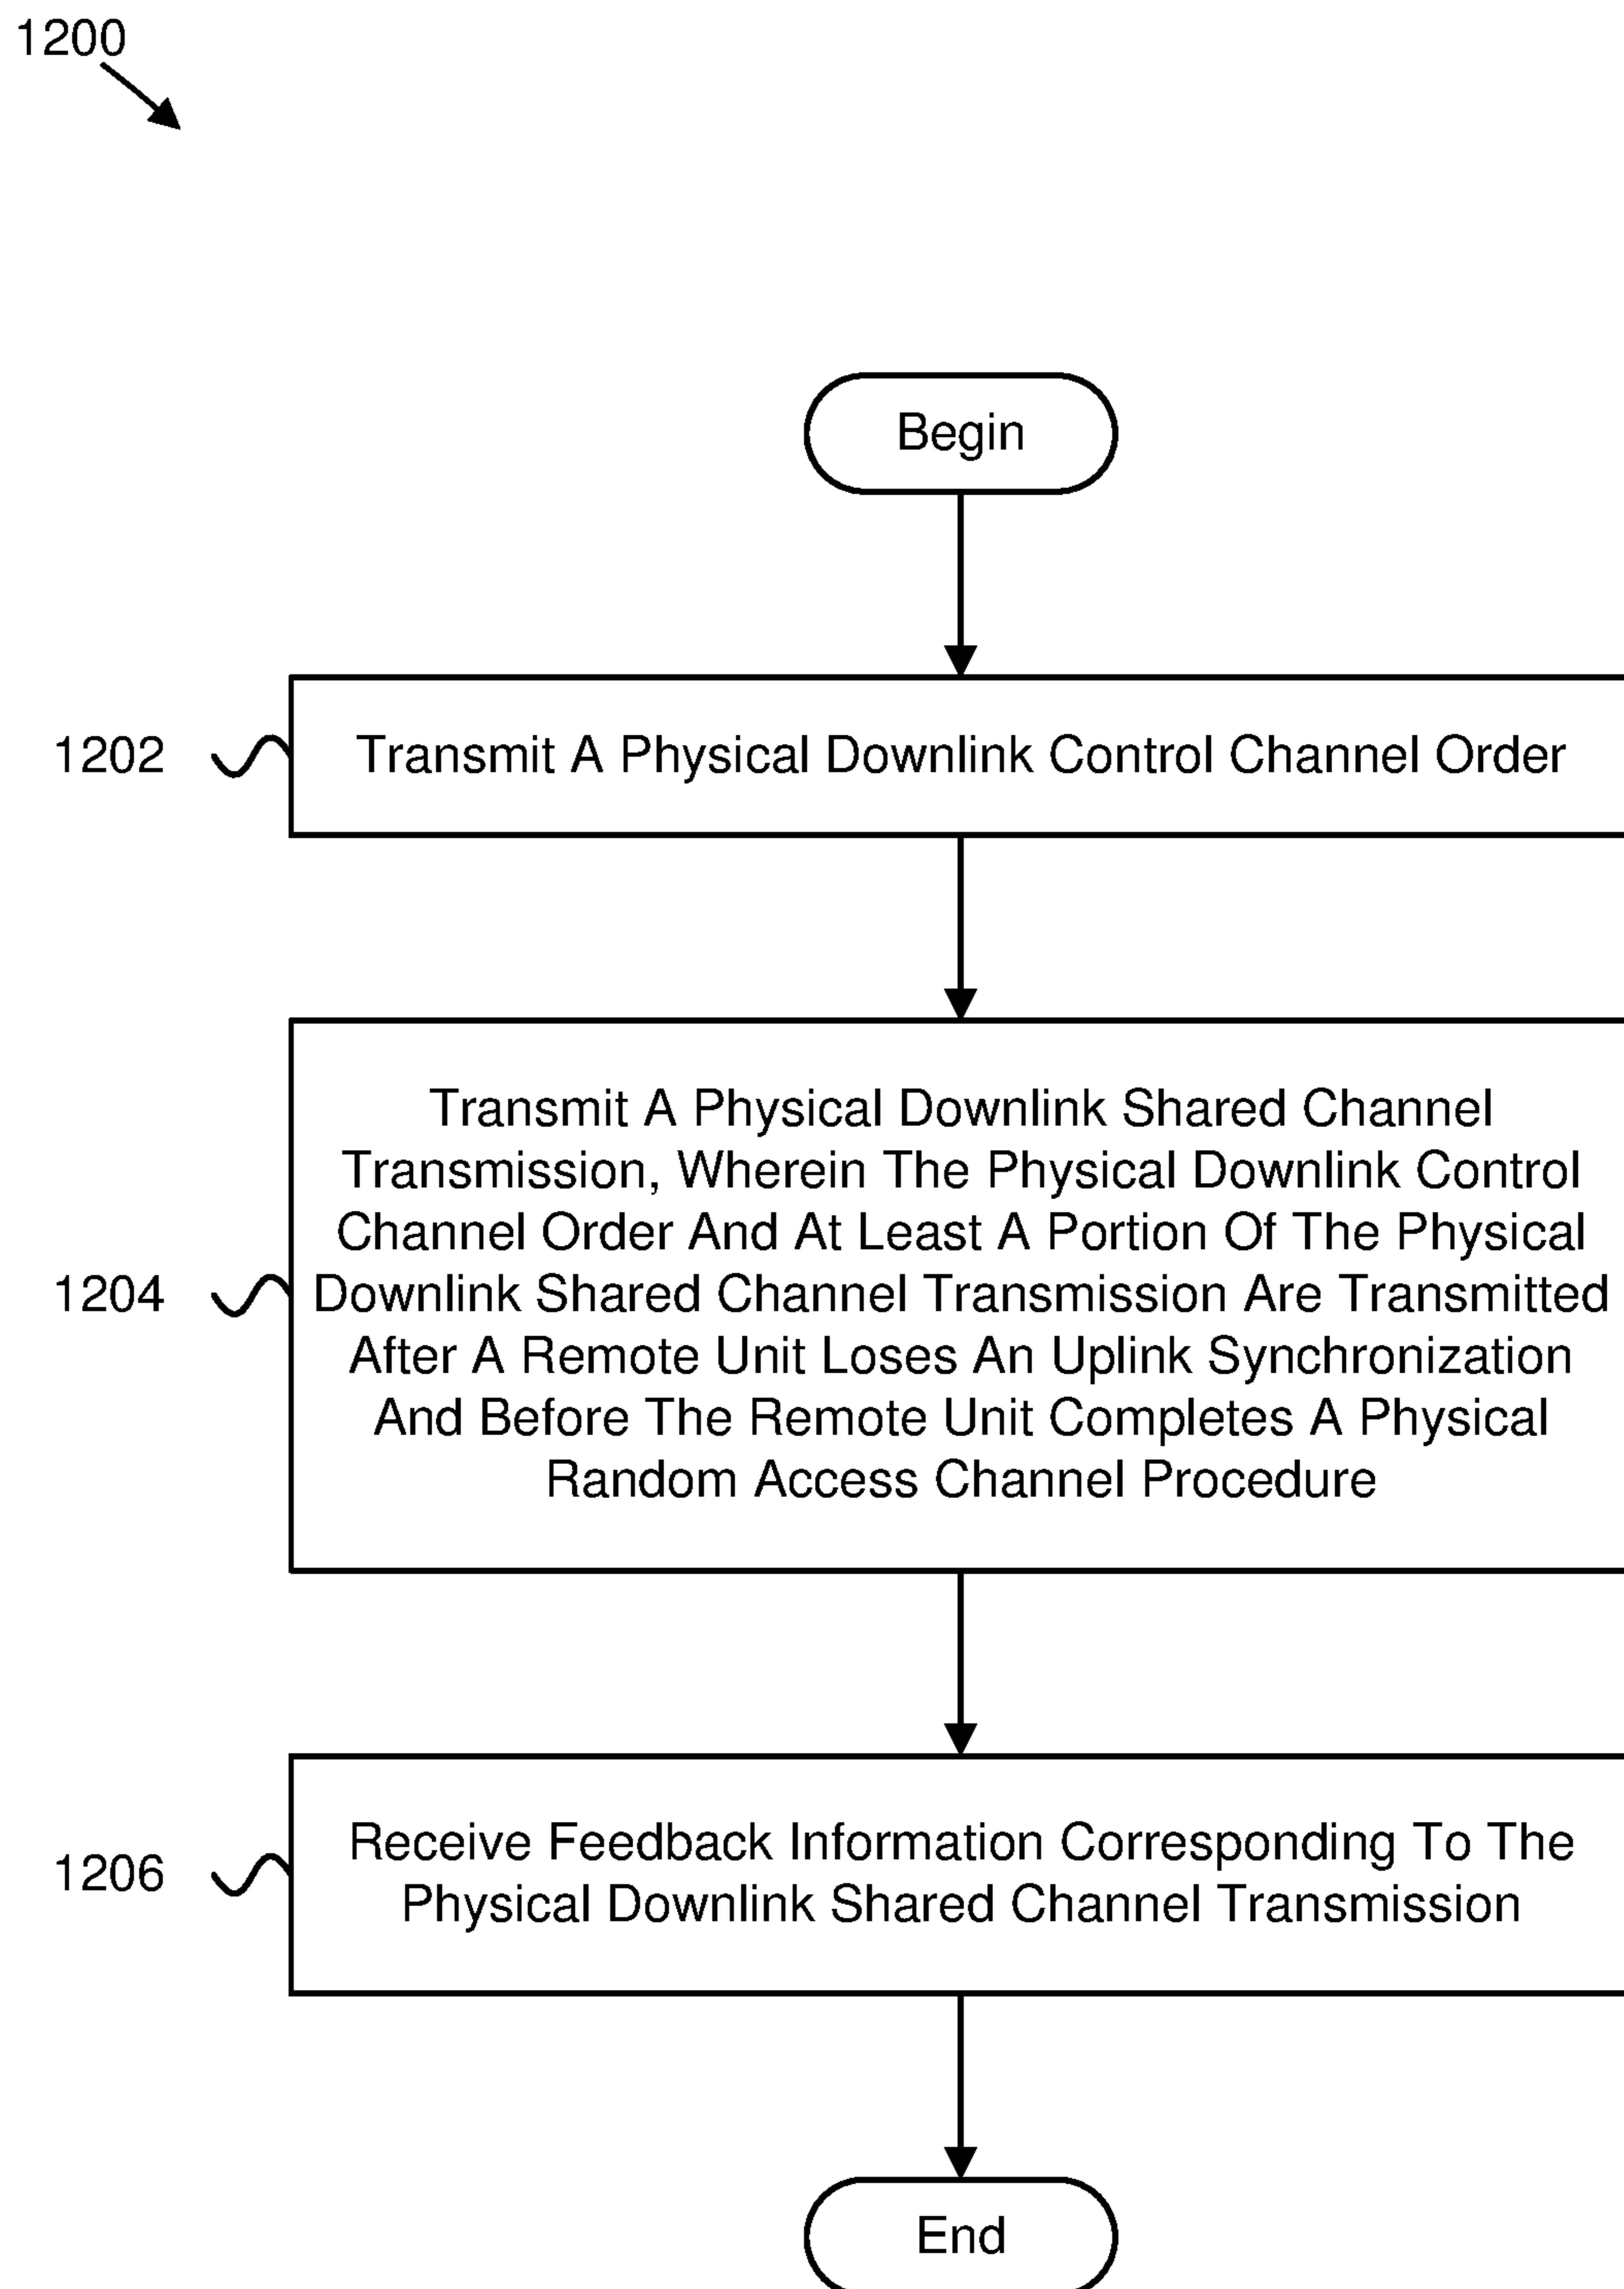 1200
Begin
1202
Transmit A Physical Downlink Control Channel Order
1204
Transmit A Physical Downlink Shared Channel
Transmission, Wherein The Physical Downlink Control
Channel Order And At Least A Portion Of The Physical
Downlink Shared Channel Transmission Are Transmitted
After A Remote Unit Loses An Uplink Synchronization
And Before The Remote Unit Completes A Physical
Random Access Channel Procedure
1206
Receive Feedback Information Corresponding To The
Physical Downlink Shared Channel Transmission
End